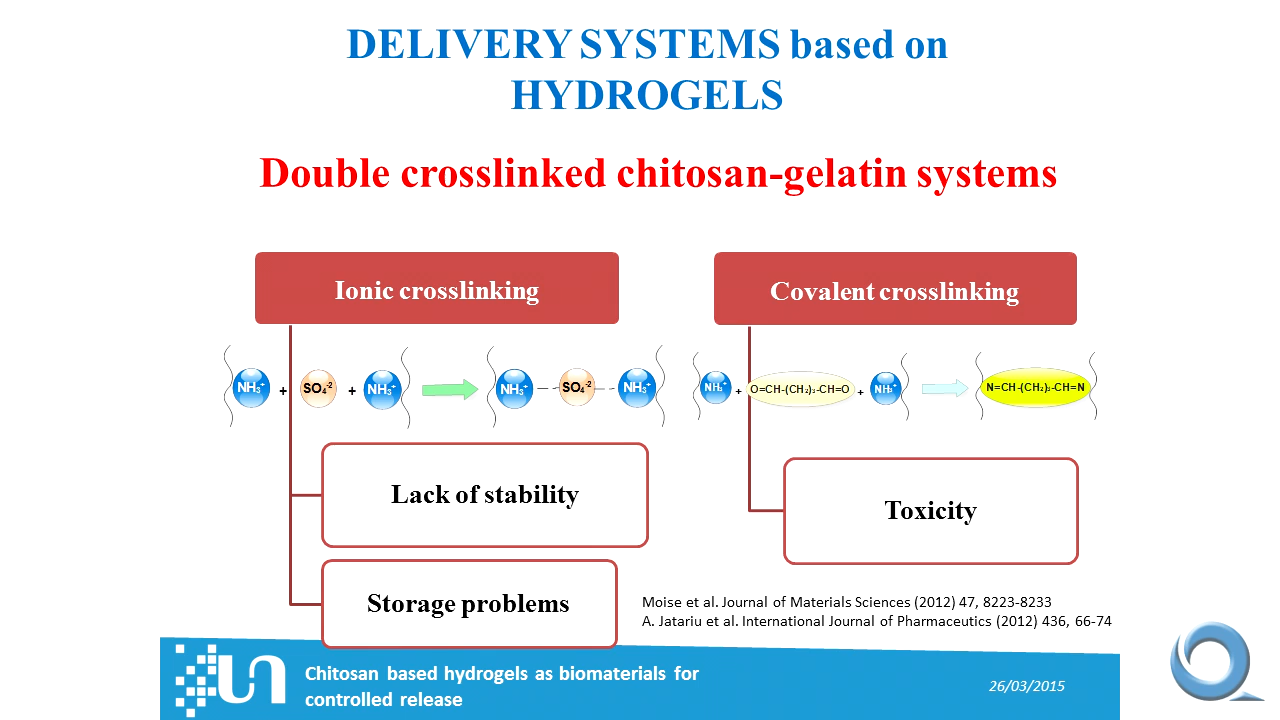 DELIVERY SYSTEMS based on
HYDROGELS
Double crosslinked chitosan-gelatin systems
Ionic crosslinking
Covalent crosslinking
NH₃⁺ + SO₄⁻² + NH₃⁺ NH₃⁺ SO₄⁻² NH₃⁺
NH₃⁺ + O=CH-(CH₂)₃-CH=O + NH₃⁺ N=CH-(CH₂)₃-CH=N
Lack of stability
Toxicity
Storage problems
Moise et al. Journal of Materials Sciences (2012) 47, 8223-8233
A. Jatariu et al. International Journal of Pharmaceutics (2012) 436, 66-74
Chitosan based hydrogels as biomaterials for
controlled release
26/03/2015